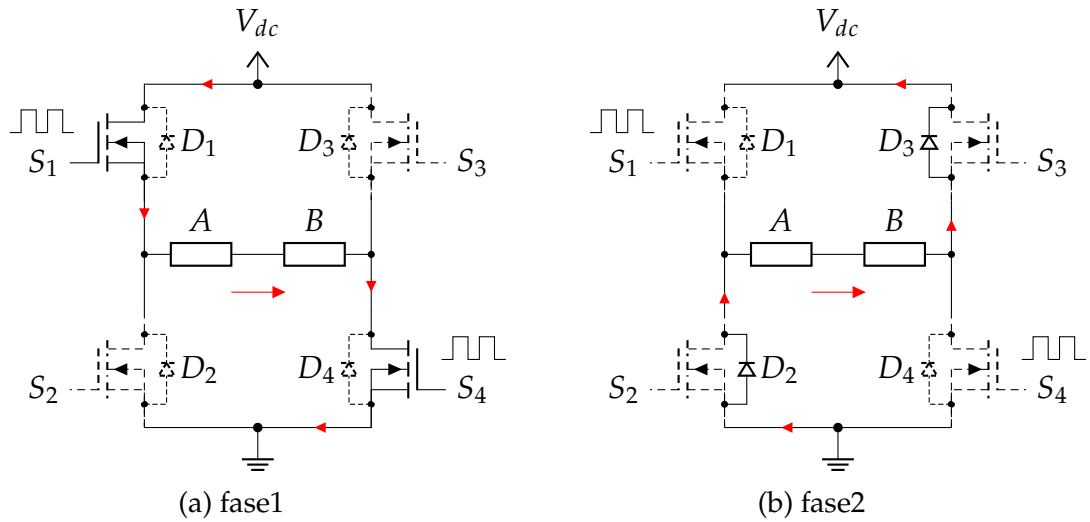 V_dc V_dc
S_1 D_1 D_3 S_3 S_1 D_1 D_3 S_3
A B A B
S_2 D_2 D_4 S_4 S_2 D_2 D_4 S_4
(a) fase1 (b) fase2